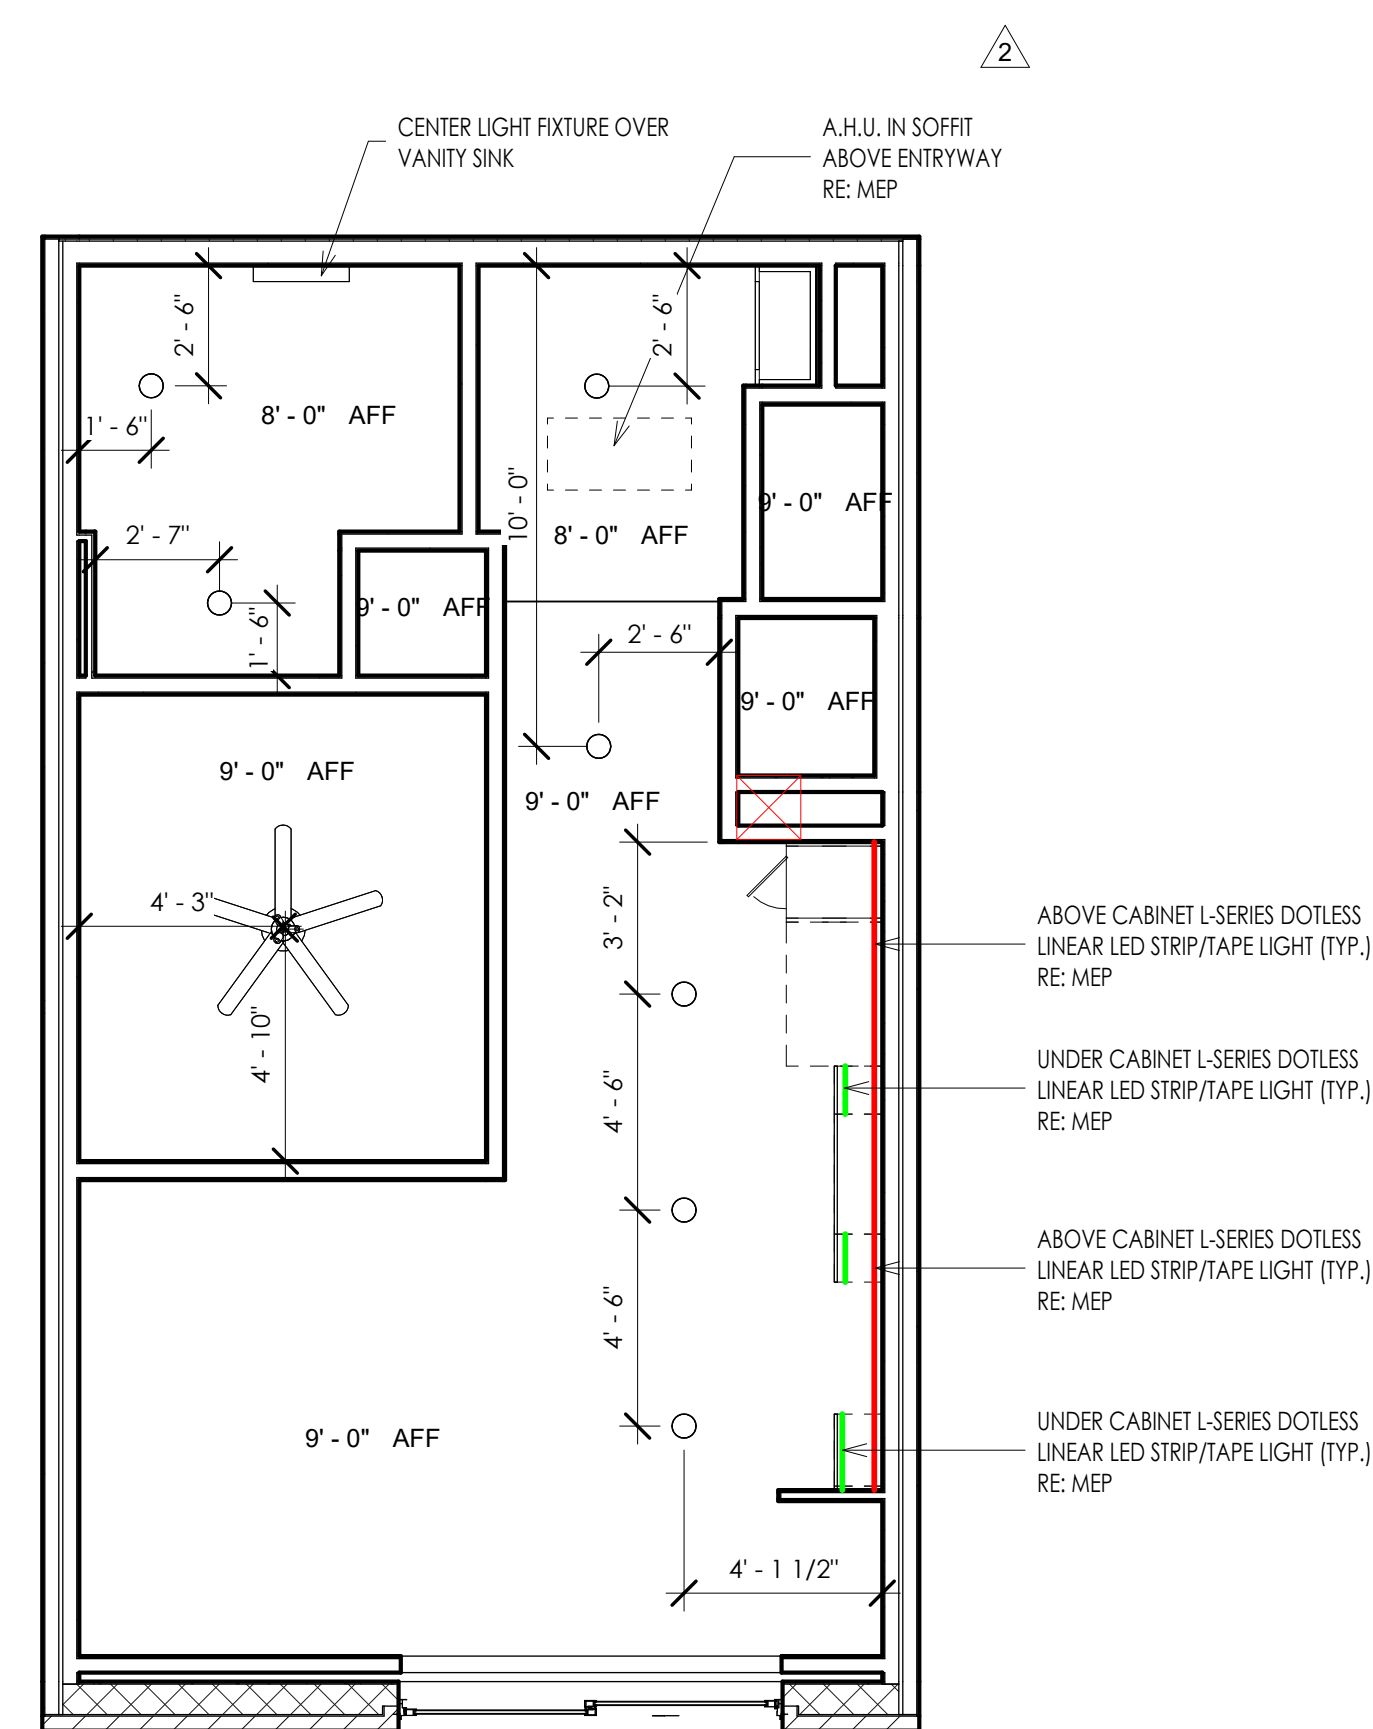 2
CENTER LIGHT FIXTURE OVER
VANITY SINK
A.H.U. IN SOFFIT
ABOVE ENTRYWAY
RE: MEP
2' - 6"
2' - 6"
8' - 0" AFF
1' - 6"
10' - 0"
9' - 0" AFF
2' - 7"
8' - 0" AFF
9' - 0" AFF
1' - 6"
2' - 6"
9' - 0" AFF
9' - 0" AFF
9' - 0" AFF
4' - 3"
3' - 2"
ABOVE CABINET L-SERIES DOTLESS
LINEAR LED STRIP/TAPE LIGHT (TYP.)
RE: MEP
4' - 10"
4' - 6"
UNDER CABINET L-SERIES DOTLESS
LINEAR LED STRIP/TAPE LIGHT (TYP.)
RE: MEP
4' - 6"
ABOVE CABINET L-SERIES DOTLESS
LINEAR LED STRIP/TAPE LIGHT (TYP.)
RE: MEP
9' - 0" AFF
UNDER CABINET L-SERIES DOTLESS
LINEAR LED STRIP/TAPE LIGHT (TYP.)
RE: MEP
4' - 1 1/2"